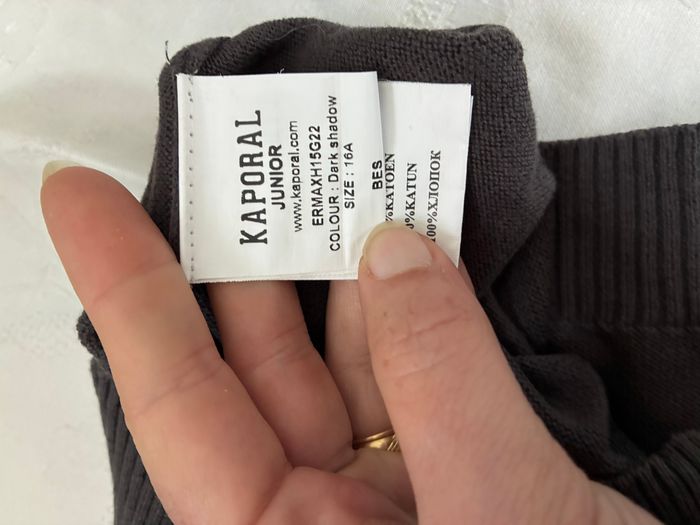 KAPORAL
JUNIOR
www.kaporal.com
ERMAXH15G22
COLOUR : Dark shadow
SIZE : 16A
BES
%KATOEN
%KATUN
100%ХЛОПОК